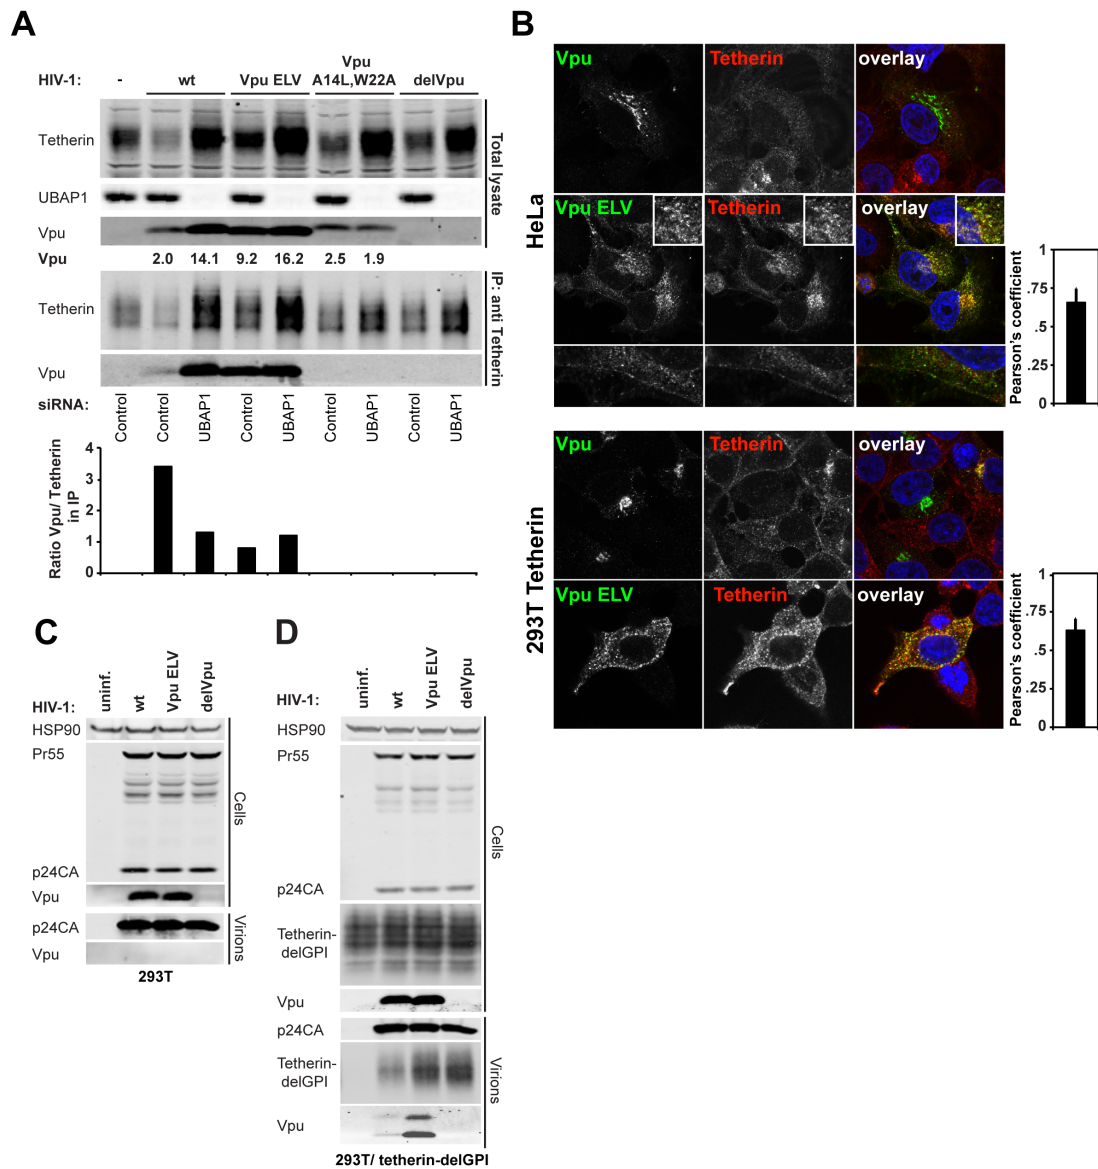 A
HIV-1:
-
wt
Vpu ELV
Vpu
A14L,W22A
delVpu
Tetherin
UBAP1
Vpu
Total lysate
Vpu
2.0 14.1 9.2 16.2 2.5 1.9
Tetherin
Vpu
IP: anti Tetherin
siRNA:
Control
Control
UBAP1
Control
UBAP1
Control
UBAP1
Control
UBAP1
Ratio Vpu/ Tetherin
in IP
4
3
2
1
0
B
HeLa
Vpu Tetherin overlay
Vpu ELV Tetherin overlay
Pearson's coefficient
1
.75
.5
.25
0
293T Tetherin
Vpu Tetherin overlay
Vpu ELV Tetherin overlay
Pearson's coefficient
1
.75
.5
.25
0
C
HIV-1:
uninf.
wt
Vpu ELV
delVpu
HSP90
Pr55
p24CA
Vpu
Cells
p24CA
Vpu
Virions
293T
D
HIV-1:
uninf.
wt
Vpu ELV
delVpu
HSP90
Pr55
p24CA
Tetherin-
delGPI
Vpu
Cells
p24CA
Tetherin-
delGPI
Vpu
Virions
293T/ tetherin-delGPI